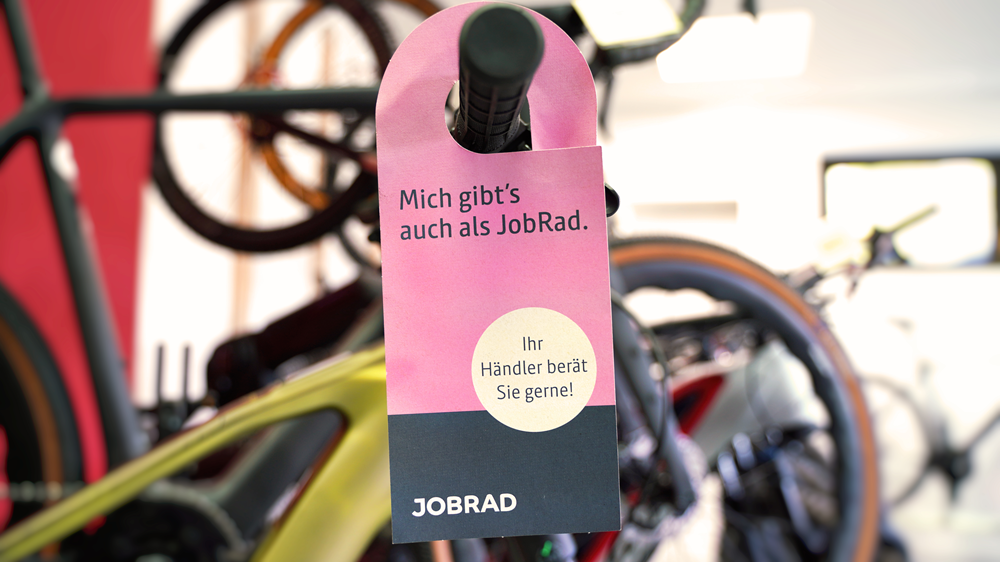 Mich gibt's
auch als JobRad.
Ihr
Händler berät
Sie gerne!
JOBRAD